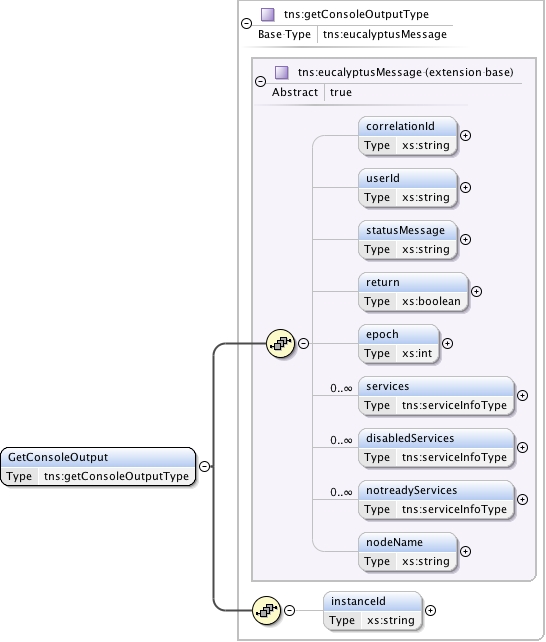 tns:getConsoleOutputType
Base Type tns:eucalyptusMessage
tns:eucalyptusMessage (extension base)
Abstract true
correlationId
Type xs:string
userId
Type xs:string
statusMessage
Type xs:string
return
Type xs:boolean
epoch
Type xs:int
0..∞ services
Type tns:serviceInfoType
0..∞ disabledServices
Type tns:serviceInfoType
0..∞ notreadyServices
Type tns:serviceInfoType
nodeName
Type xs:string
GetConsoleOutput
Type tns:getConsoleOutputType
instanceId
Type xs:string